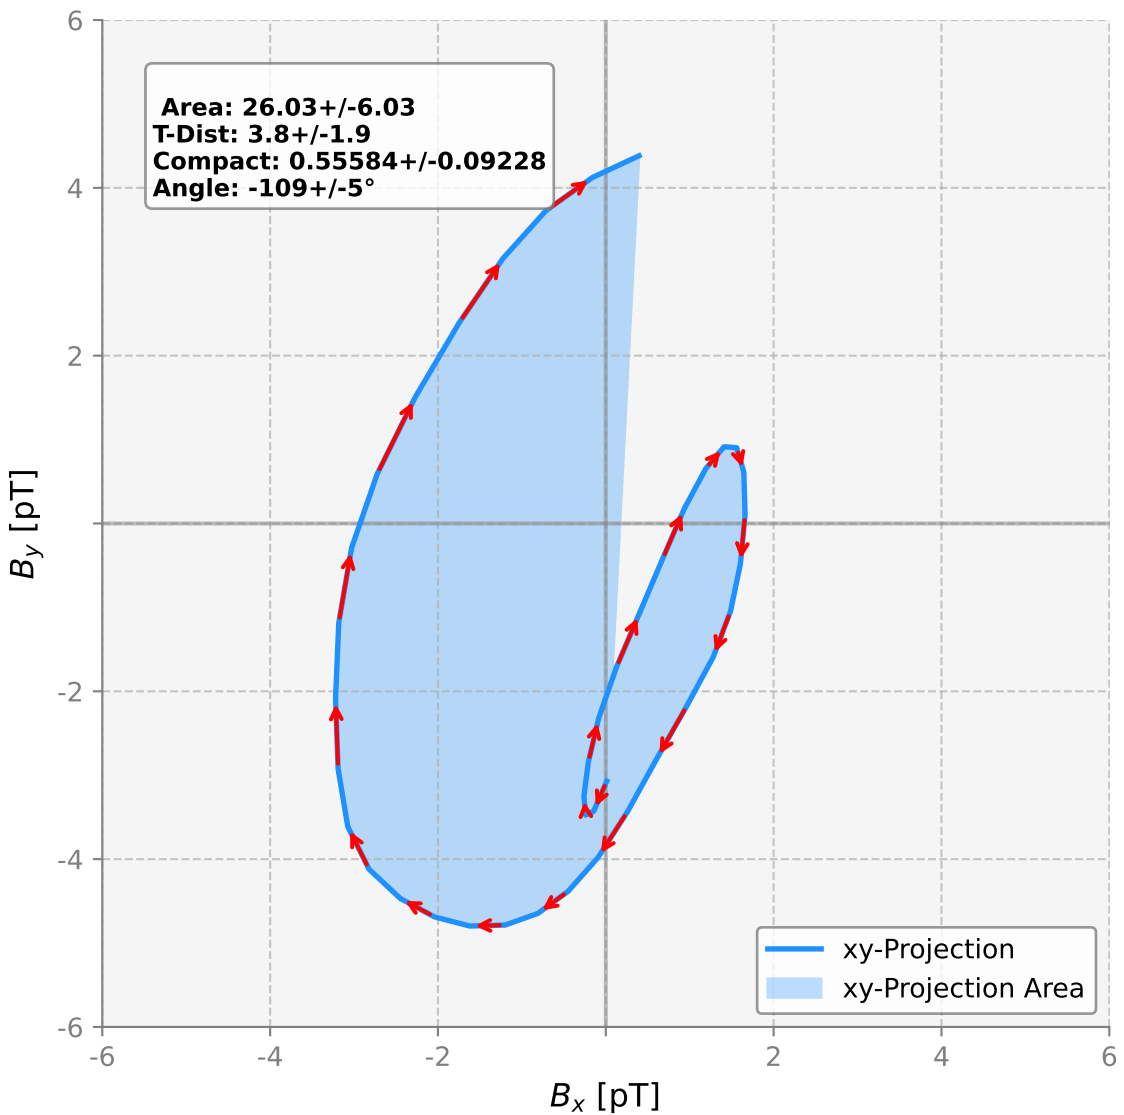 6
Area: 26.03+/-6.03
T-Dist: 3.8+/-1.9
Compact: 0.55584+/-0.09228
Angle: -109+/-5°
4
2
B_y [pT]
-2
-4
xy-Projection
xy-Projection Area
-6
-6 -4 -2 2 4 6
B_x [pT]